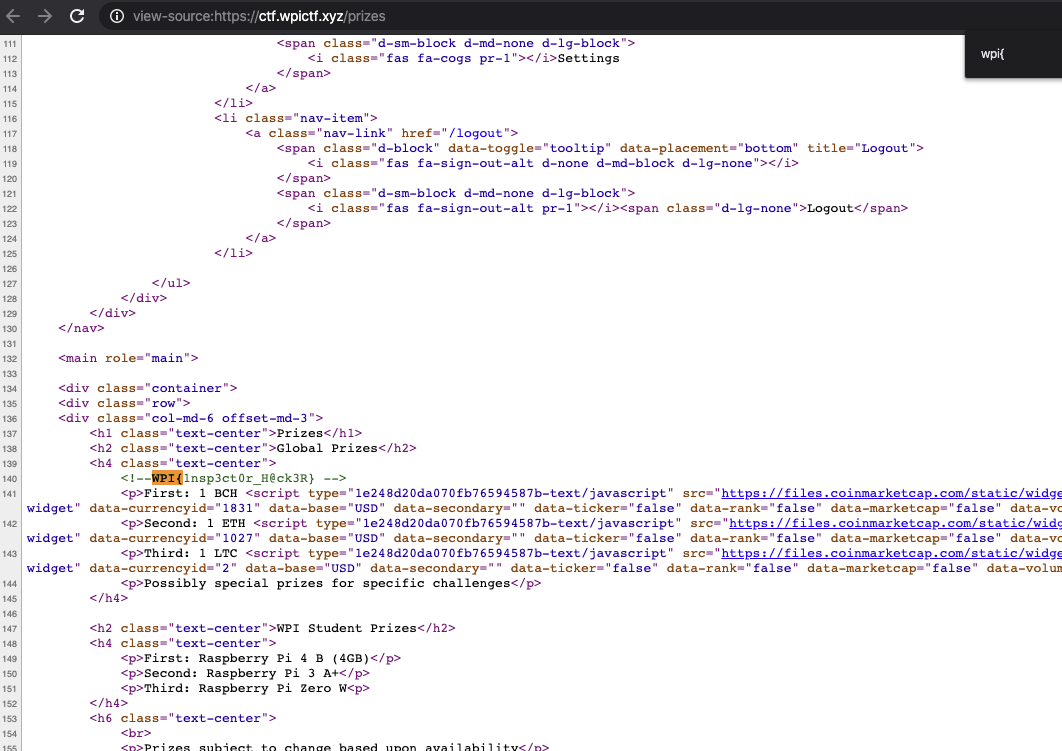 view-source:https://ctf.wpictf.xyz/prizes
wpi{
111 <span class="d-sm-block d-md-none d-lg-block">
112 <i class="fas fa-cogs pr-1"></i>Settings
113 </span>
114 </a>
115 </li>
116 <li class="nav-item">
117 <a class="nav-link" href="/logout">
118 <span class="d-block" data-toggle="tooltip" data-placement="bottom" title="Logout">
119 <i class="fas fa-sign-out-alt d-none d-md-block d-lg-none"></i>
120 </span>
121 <span class="d-sm-block d-md-none d-lg-block">
122 <i class="fas fa-sign-out-alt pr-1"></i><span class="d-lg-none">Logout</span>
123 </span>
124 </a>
125 </li>
126
127 </ul>
128 </div>
129 </div>
130 </nav>
131
132 <main role="main">
133
134 <div class="container">
135 <div class="row">
136 <div class="col-md-6 offset-md-3">
137 <h1 class="text-center">Prizes</h1>
138 <h2 class="text-center">Global Prizes</h2>
139 <h4 class="text-center">
140 <!--WPI{1nsp3ct0r_H@ck3R} -->
141 <p>First: 1 BCH <script type="1e248d20da070fb76594587b-text/javascript" src="https://files.coinmarketcap.com/static/widge
widget" data-currencyid="1831" data-base="USD" data-secondary="" data-ticker="false" data-rank="false" data-marketcap="false" data-vo
142 <p>Second: 1 ETH <script type="1e248d20da070fb76594587b-text/javascript" src="https://files.coinmarketcap.com/static/widg
widget" data-currencyid="1027" data-base="USD" data-secondary="" data-ticker="false" data-rank="false" data-marketcap="false" data-vo
143 <p>Third: 1 LTC <script type="1e248d20da070fb76594587b-text/javascript" src="https://files.coinmarketcap.com/static/widge
widget" data-currencyid="2" data-base="USD" data-secondary="" data-ticker="false" data-rank="false" data-marketcap="false" data-volum
144 <p>Possibly special prizes for specific challenges</p>
145 </h4>
146
147 <h2 class="text-center">WPI Student Prizes</h2>
148 <h4 class="text-center">
149 <p>First: Raspberry Pi 4 B (4GB)</p>
150 <p>Second: Raspberry Pi 3 A+</p>
151 <p>Third: Raspberry Pi Zero W<p>
152 </h4>
153 <h6 class="text-center">
154 <br>
155 <p>Prizes subject to change based upon availability</p>